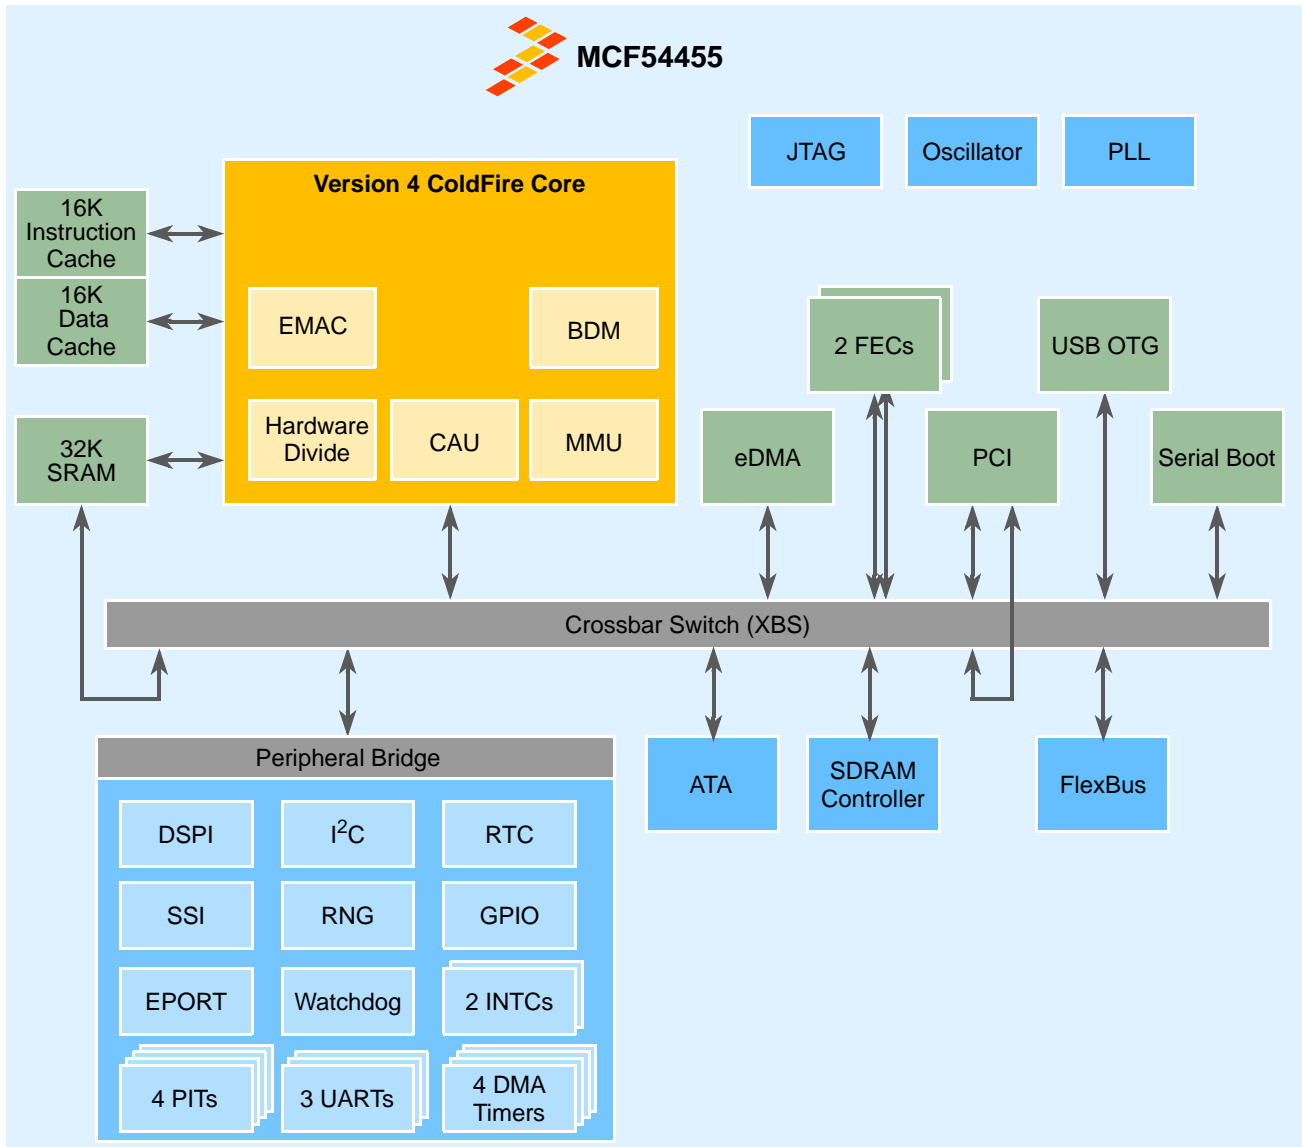 MCF54455
JTAG
Oscillator
PLL
Version 4 ColdFire Core
16K
Instruction
Cache
16K
Data
Cache
EMAC
BDM
2 FECs
USB OTG
32K
SRAM
Hardware
Divide
CAU
MMU
eDMA
PCI
Serial Boot
Crossbar Switch (XBS)
Peripheral Bridge
ATA
SDRAM
Controller
FlexBus
DSPI
I²C
RTC
SSI
RNG
GPIO
EPORT
Watchdog
2 INTCs
4 PITs
3 UARTs
4 DMA
Timers